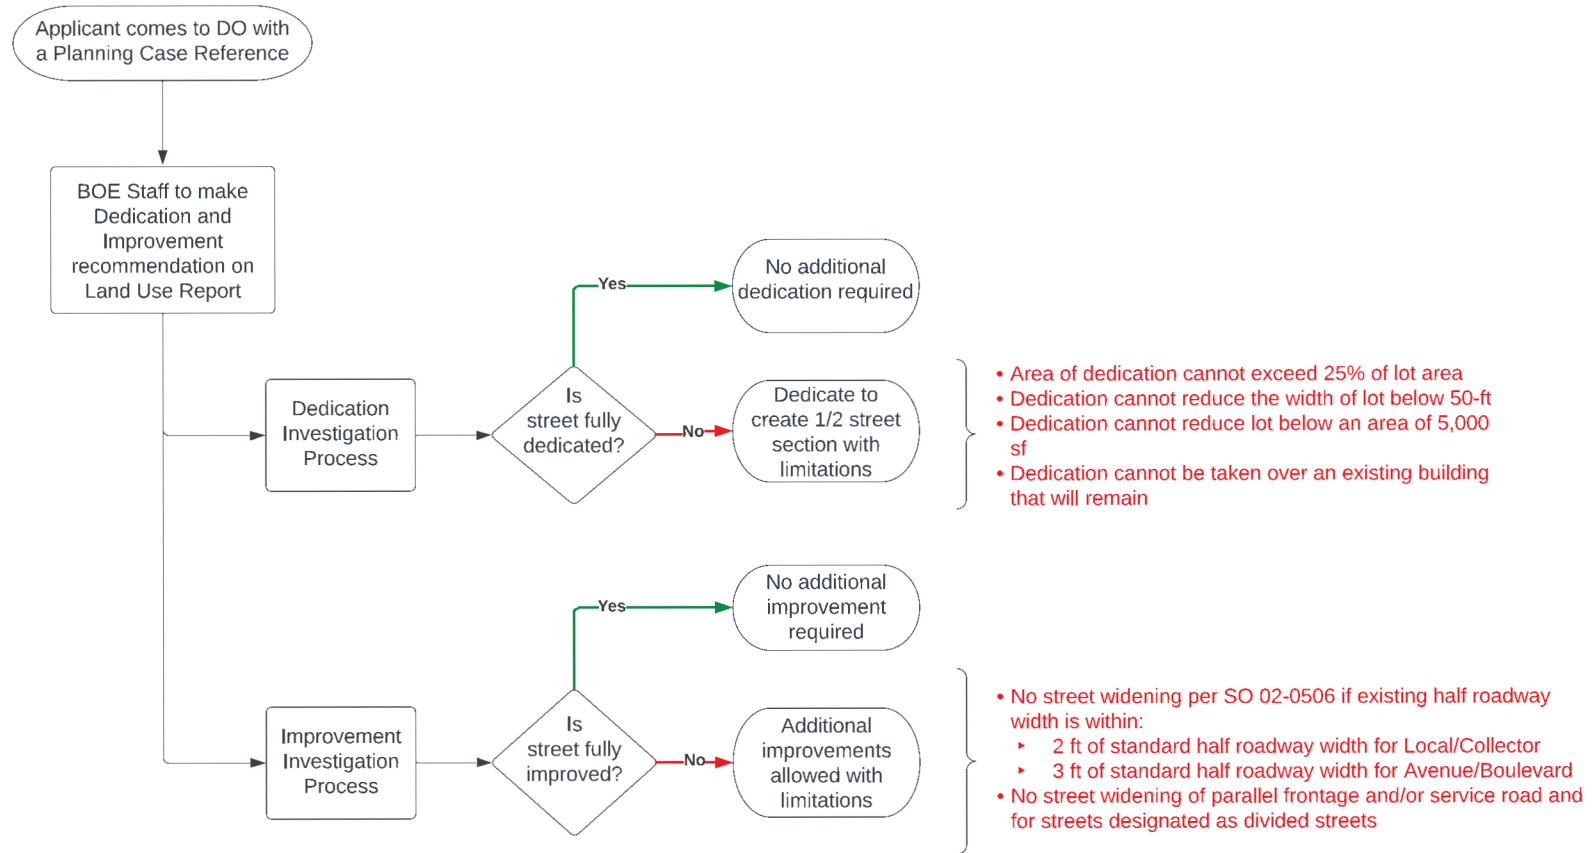 Applicant comes to DO with
a Planning Case Reference
BOE Staff to make
Dedication and
Improvement
recommendation on
Land Use Report
Dedication
Investigation
Process
Is
street fully
dedicated?
Yes
No additional
dedication required
No
Dedicate to
create 1/2 street
section with
limitations
• Area of dedication cannot exceed 25% of lot area
• Dedication cannot reduce the width of lot below 50-ft
• Dedication cannot reduce lot below an area of 5,000
sf
• Dedication cannot be taken over an existing building
that will remain
Improvement
Investigation
Process
Is
street fully
improved?
Yes
No additional
improvement
required
No
Additional
improvements
allowed with
limitations
• No street widening per SO 02-0506 if existing half roadway
width is within:
‣ 2 ft of standard half roadway width for Local/Collector
‣ 3 ft of standard half roadway width for Avenue/Boulevard
• No street widening of parallel frontage and/or service road and
for streets designated as divided streets